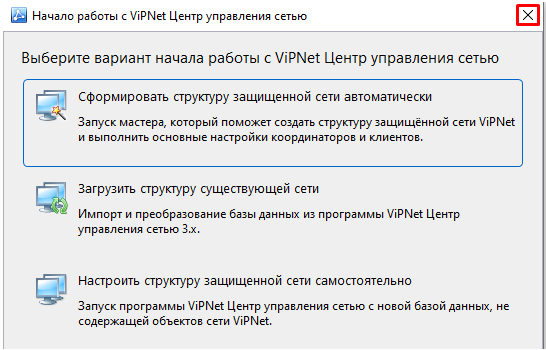 Начало работы с ViPNet Центр управления сетью
Выберите вариант начала работы с ViPNet Центр управления сетью
Сформировать структуру защищенной сети автоматически
Запуск мастера, который поможет создать структуру защищённой сети ViPNet
и выполнить основные настройки координаторов и клиентов.
Загрузить структуру существующей сети
Импорт и преобразование базы данных из программы ViPNet Центр
управления сетью 3.x.
Настроить структуру защищенной сети самостоятельно
Запуск программы ViPNet Центр управления сетью с новой базой данных, не
содержащей объектов сети ViPNet.